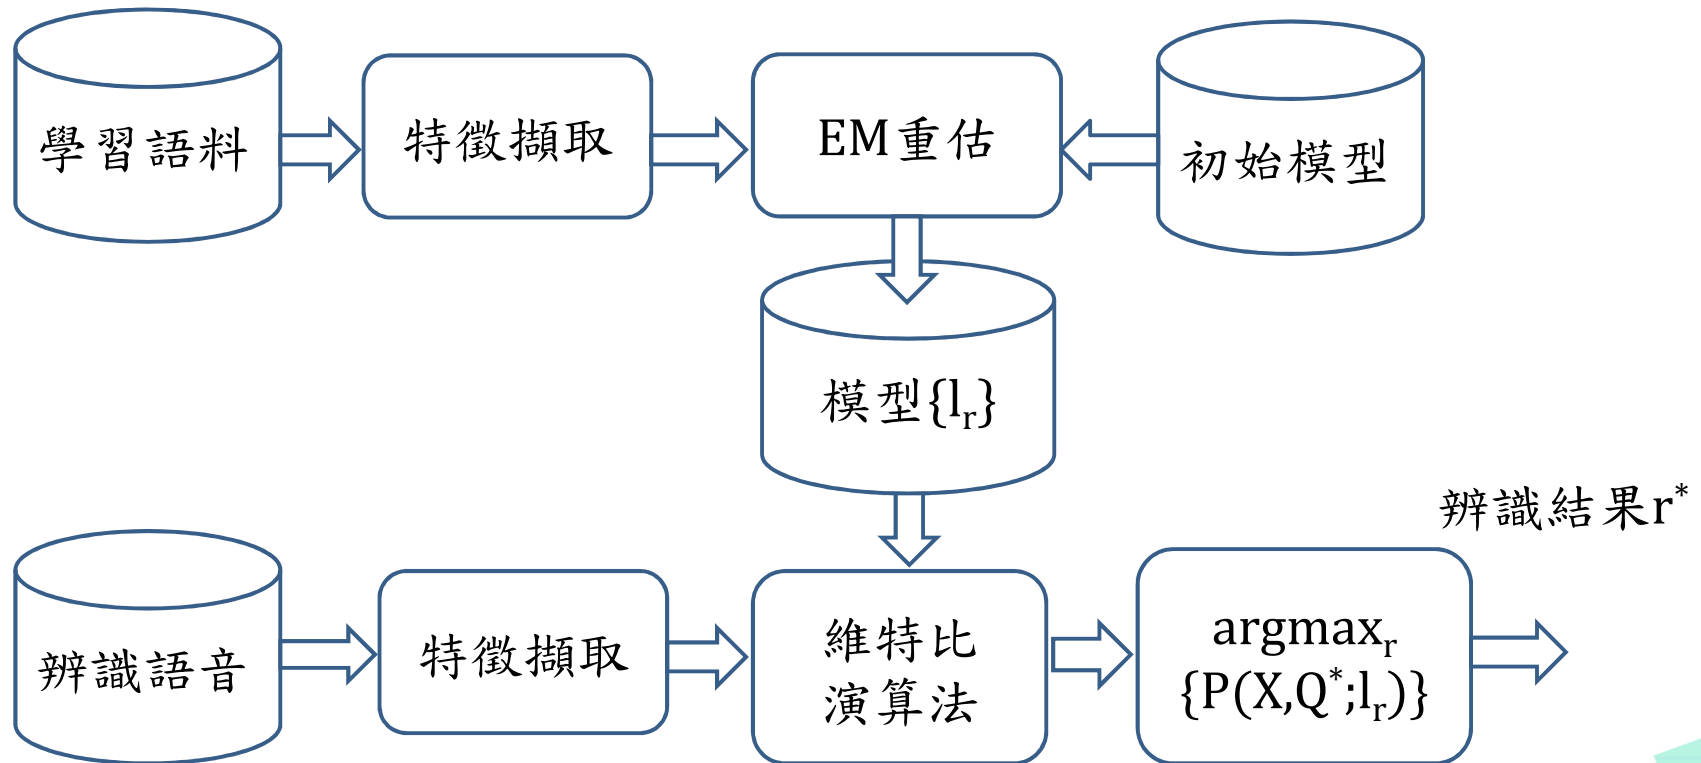 學習語料
特徵擷取
EM重估
初始模型
模型{lᵣ}
辨識結果r*
辨識語音
特徵擷取
維特比
演算法
argmaxᵣ
{P(X,Q*;lᵣ)}